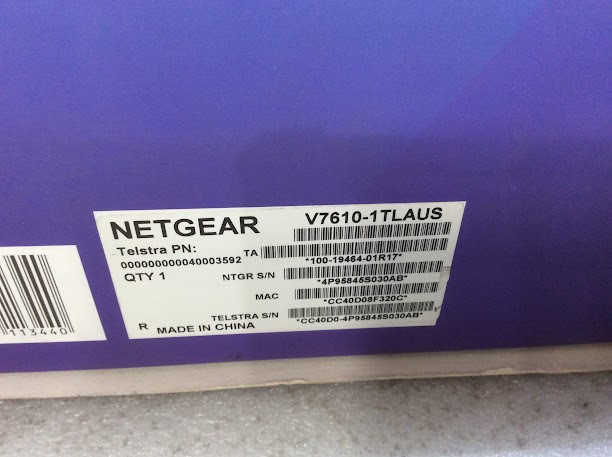 NETGEAR V7610-1TLAUS
Telstra PN:
000000000040003592 TA
*100-19464-01R17*
QTY 1 NTGR S/N
*4P95845S030AB*
MAC
*CC40D08F320C*
TELSTRA S/N
*CC40D0-4P95845S030AB*
R MADE IN CHINA
113440